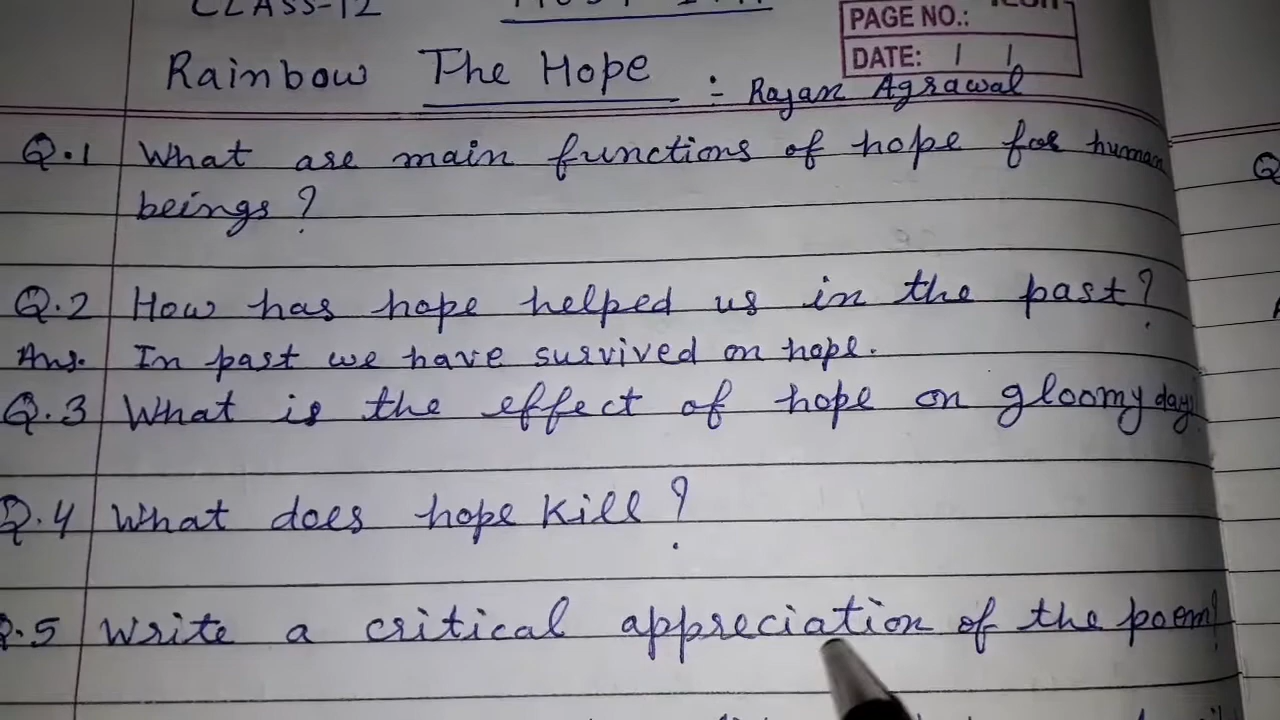 CLASS-12
PAGE NO.:
DATE: / /
Rainbow The Hope :- Rajan Agrawal
Q.1 What are main functions of hope for human
beings ?
Q.2 How has hope helped us in the past ?
Ans. In past we have survived on hope.
Q.3 What is the effect of hope on gloomy day
Q.4 What does hope kill ?
Q.5 Write a critical appreciation of the poem